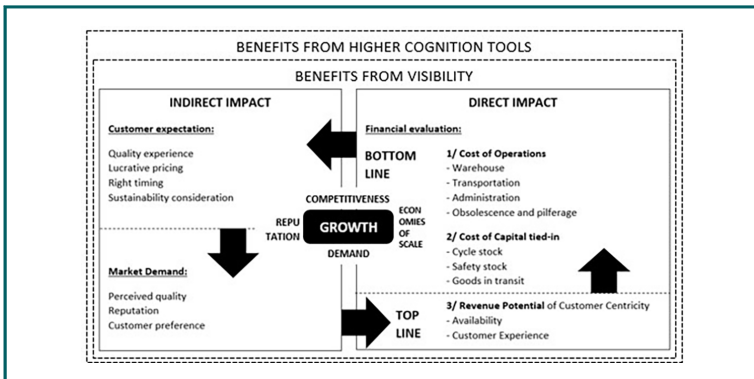 BENEFITS FROM HIGHER COGNITION TOOLS
BENEFITS FROM VISIBILITY
INDIRECT IMPACT
Customer expectation:
Quality experience
Lucrative pricing
Right timing
Sustainability consideration
Market Demand:
Perceived quality
Reputation
Customer preference
COMPETITIVENESS
REPU
TATION
GROWTH
ECON
OMIES
OF
SCALE
DEMAND
DIRECT IMPACT
Financial evaluation:
BOTTOM
LINE
1/ Cost of Operations
- Warehouse
- Transportation
- Administration
- Obsolescence and pilferage
2/ Cost of Capital tied-in
- Cycle stock
- Safety stock
- Goods in transit
TOP
LINE
3/ Revenue Potential of Customer Centricity
- Availability
- Customer Experience